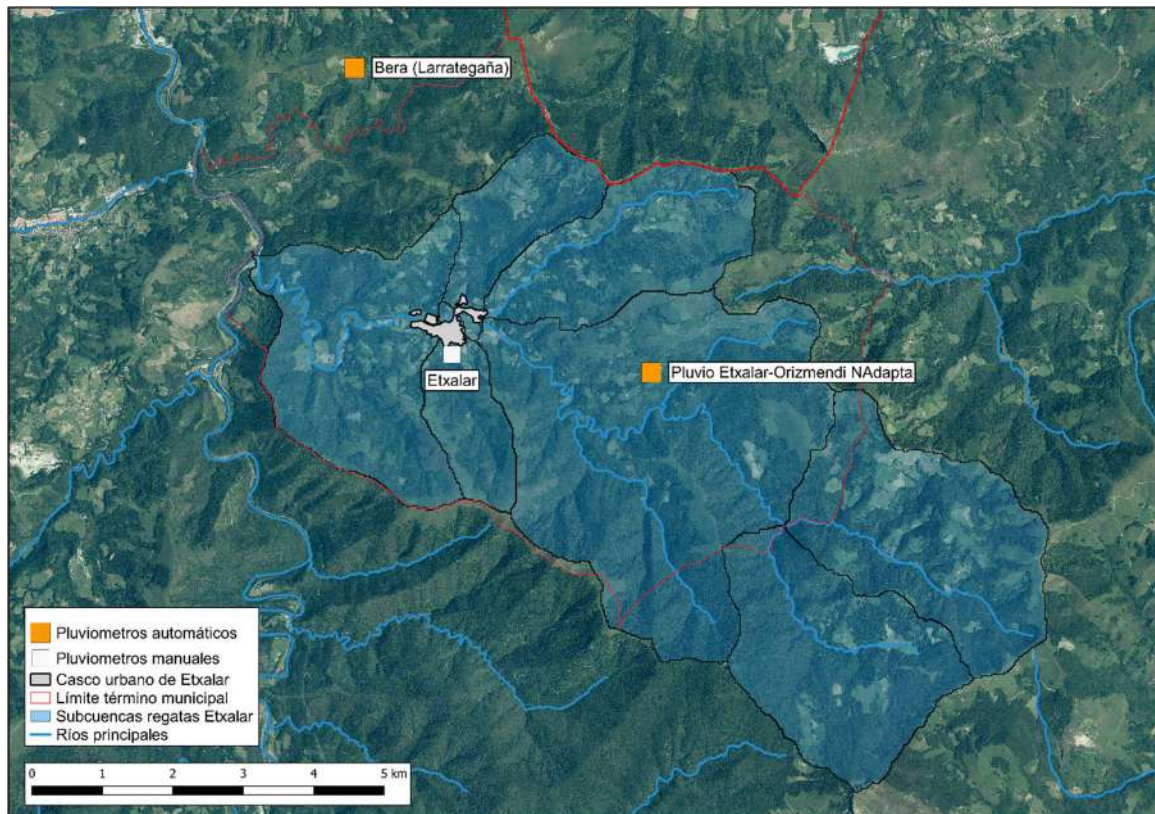 Bera (Larrategaña)
Pluvio Etxalar-Orizmendi NAdapta
Etxalar
Pluviometros automáticos
Pluviometros manuales
Casco urbano de Etxalar
Límite término municipal
Subcuencas regatas Etxalar
Ríos principales
0 1 2 3 4 5 km